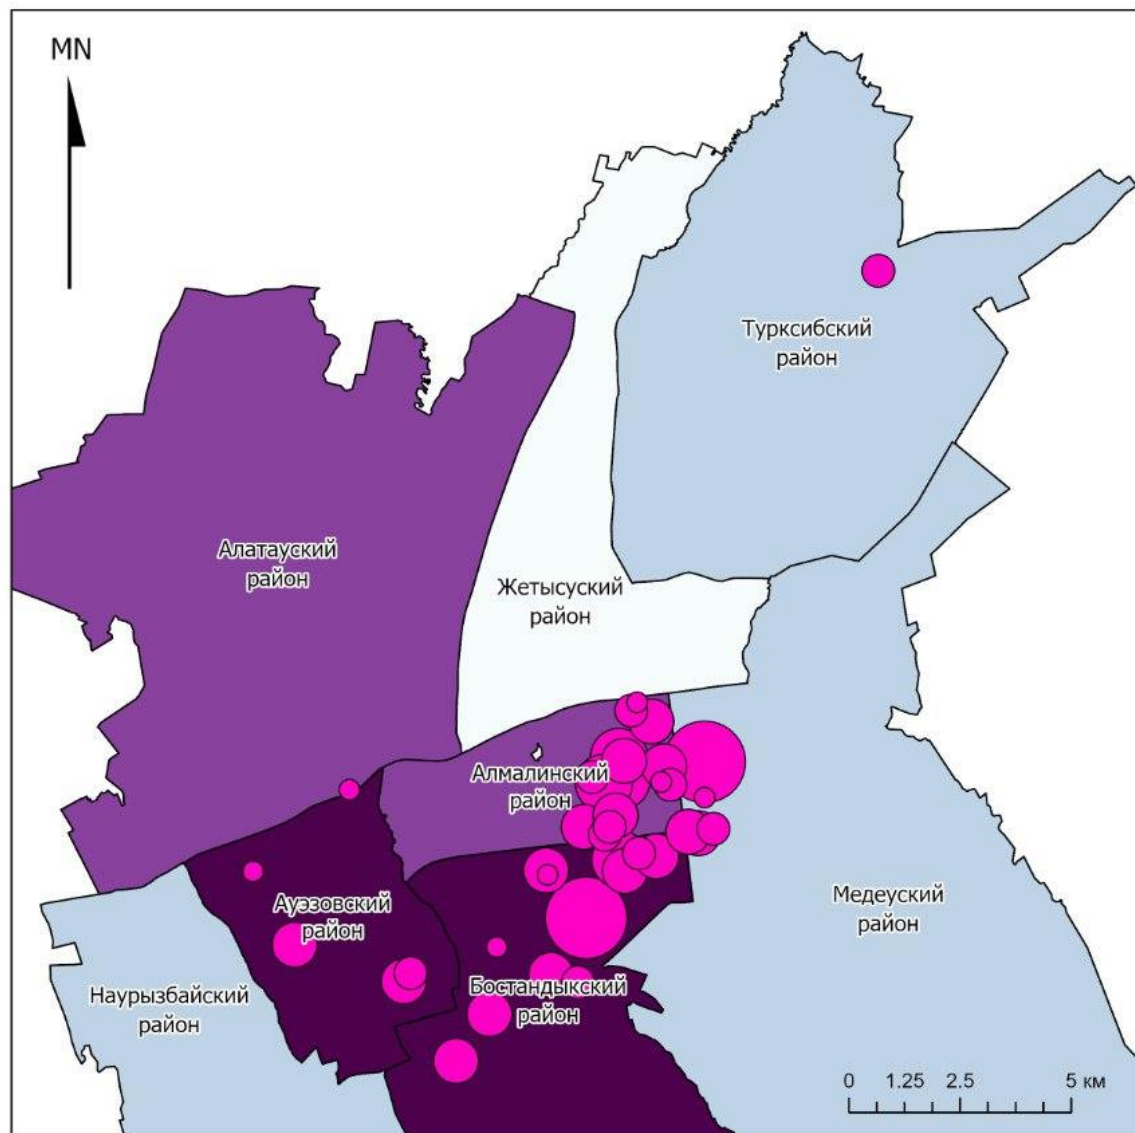 MN
Турксибский
район
Алатауский
район
Жетысуский
район
Алмалинский
район
Ауэзовский
район
Медеуский
район
Наурызбайский
район
Бостандыкский
район
0 1.25 2.5 5 км